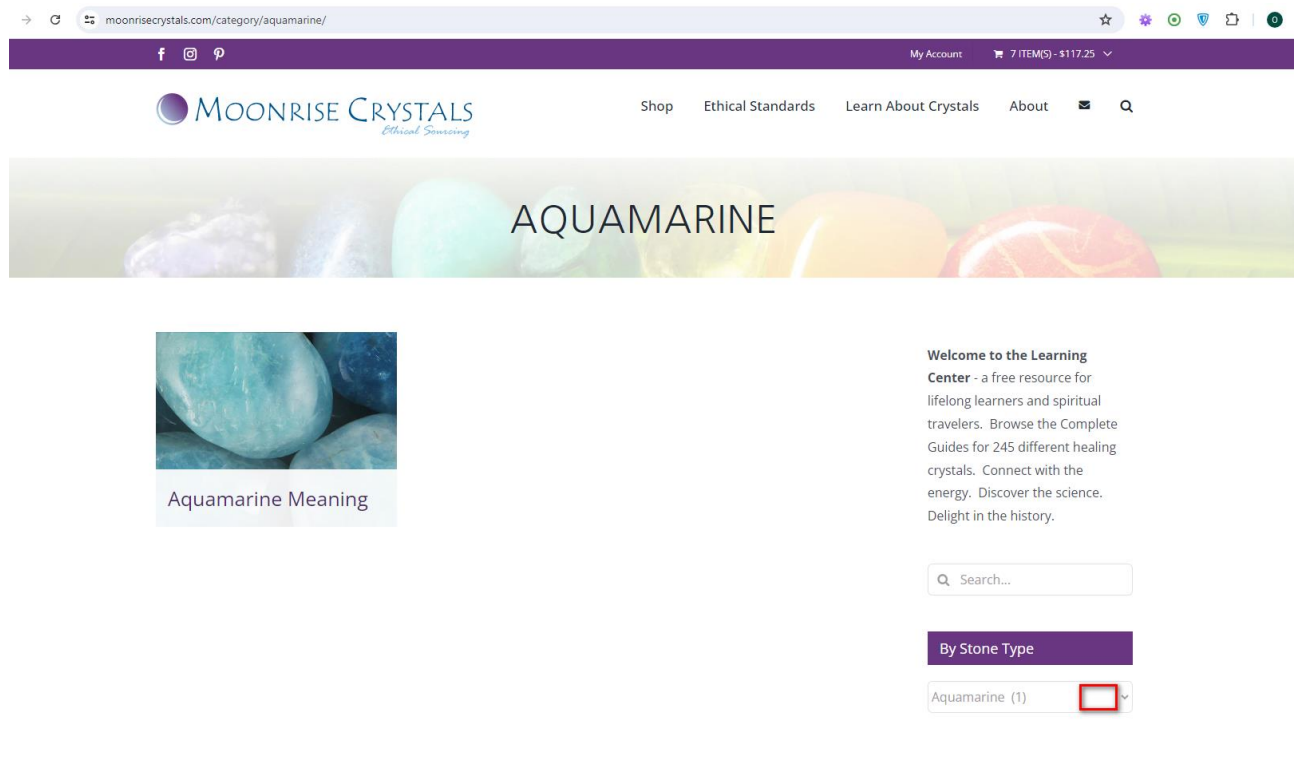 moonrisecrystals.com/category/aquamarine/
My Account 7 ITEM(S) - $117.25
MOONRISE CRYSTALS
Ethical Sourcing
Shop Ethical Standards Learn About Crystals About
AQUAMARINE
Aquamarine Meaning
Welcome to the Learning
Center - a free resource for
lifelong learners and spiritual
travelers. Browse the Complete
Guides for 245 different healing
crystals. Connect with the
energy. Discover the science.
Delight in the history.
Search...
By Stone Type
Aquamarine (1)